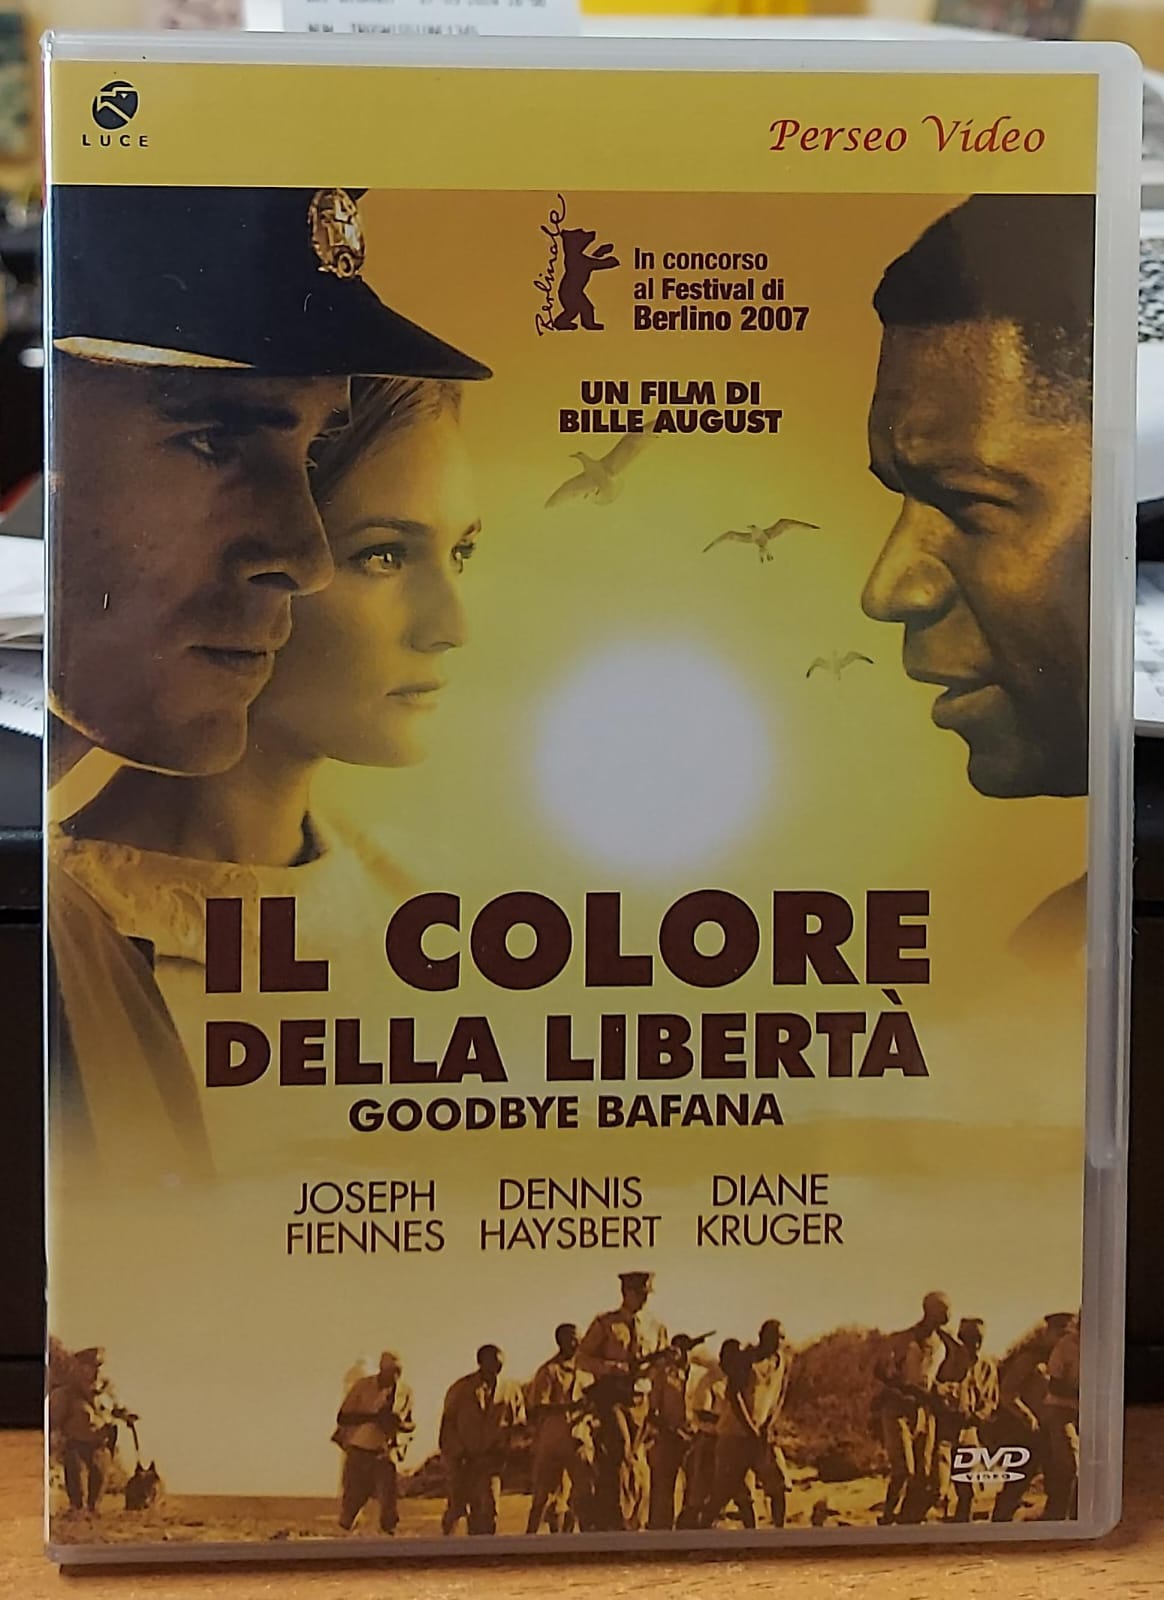 LUCE
Perseo Video
Berlinale
In concorso
al Festival di
Berlino 2007
UN FILM DI
BILLE AUGUST
IL COLORE
DELLA LIBERTÀ
GOODBYE BAFANA
JOSEPH FIENNES
DENNIS HAYSBERT
DIANE KRUGER
DVD
VIDEO